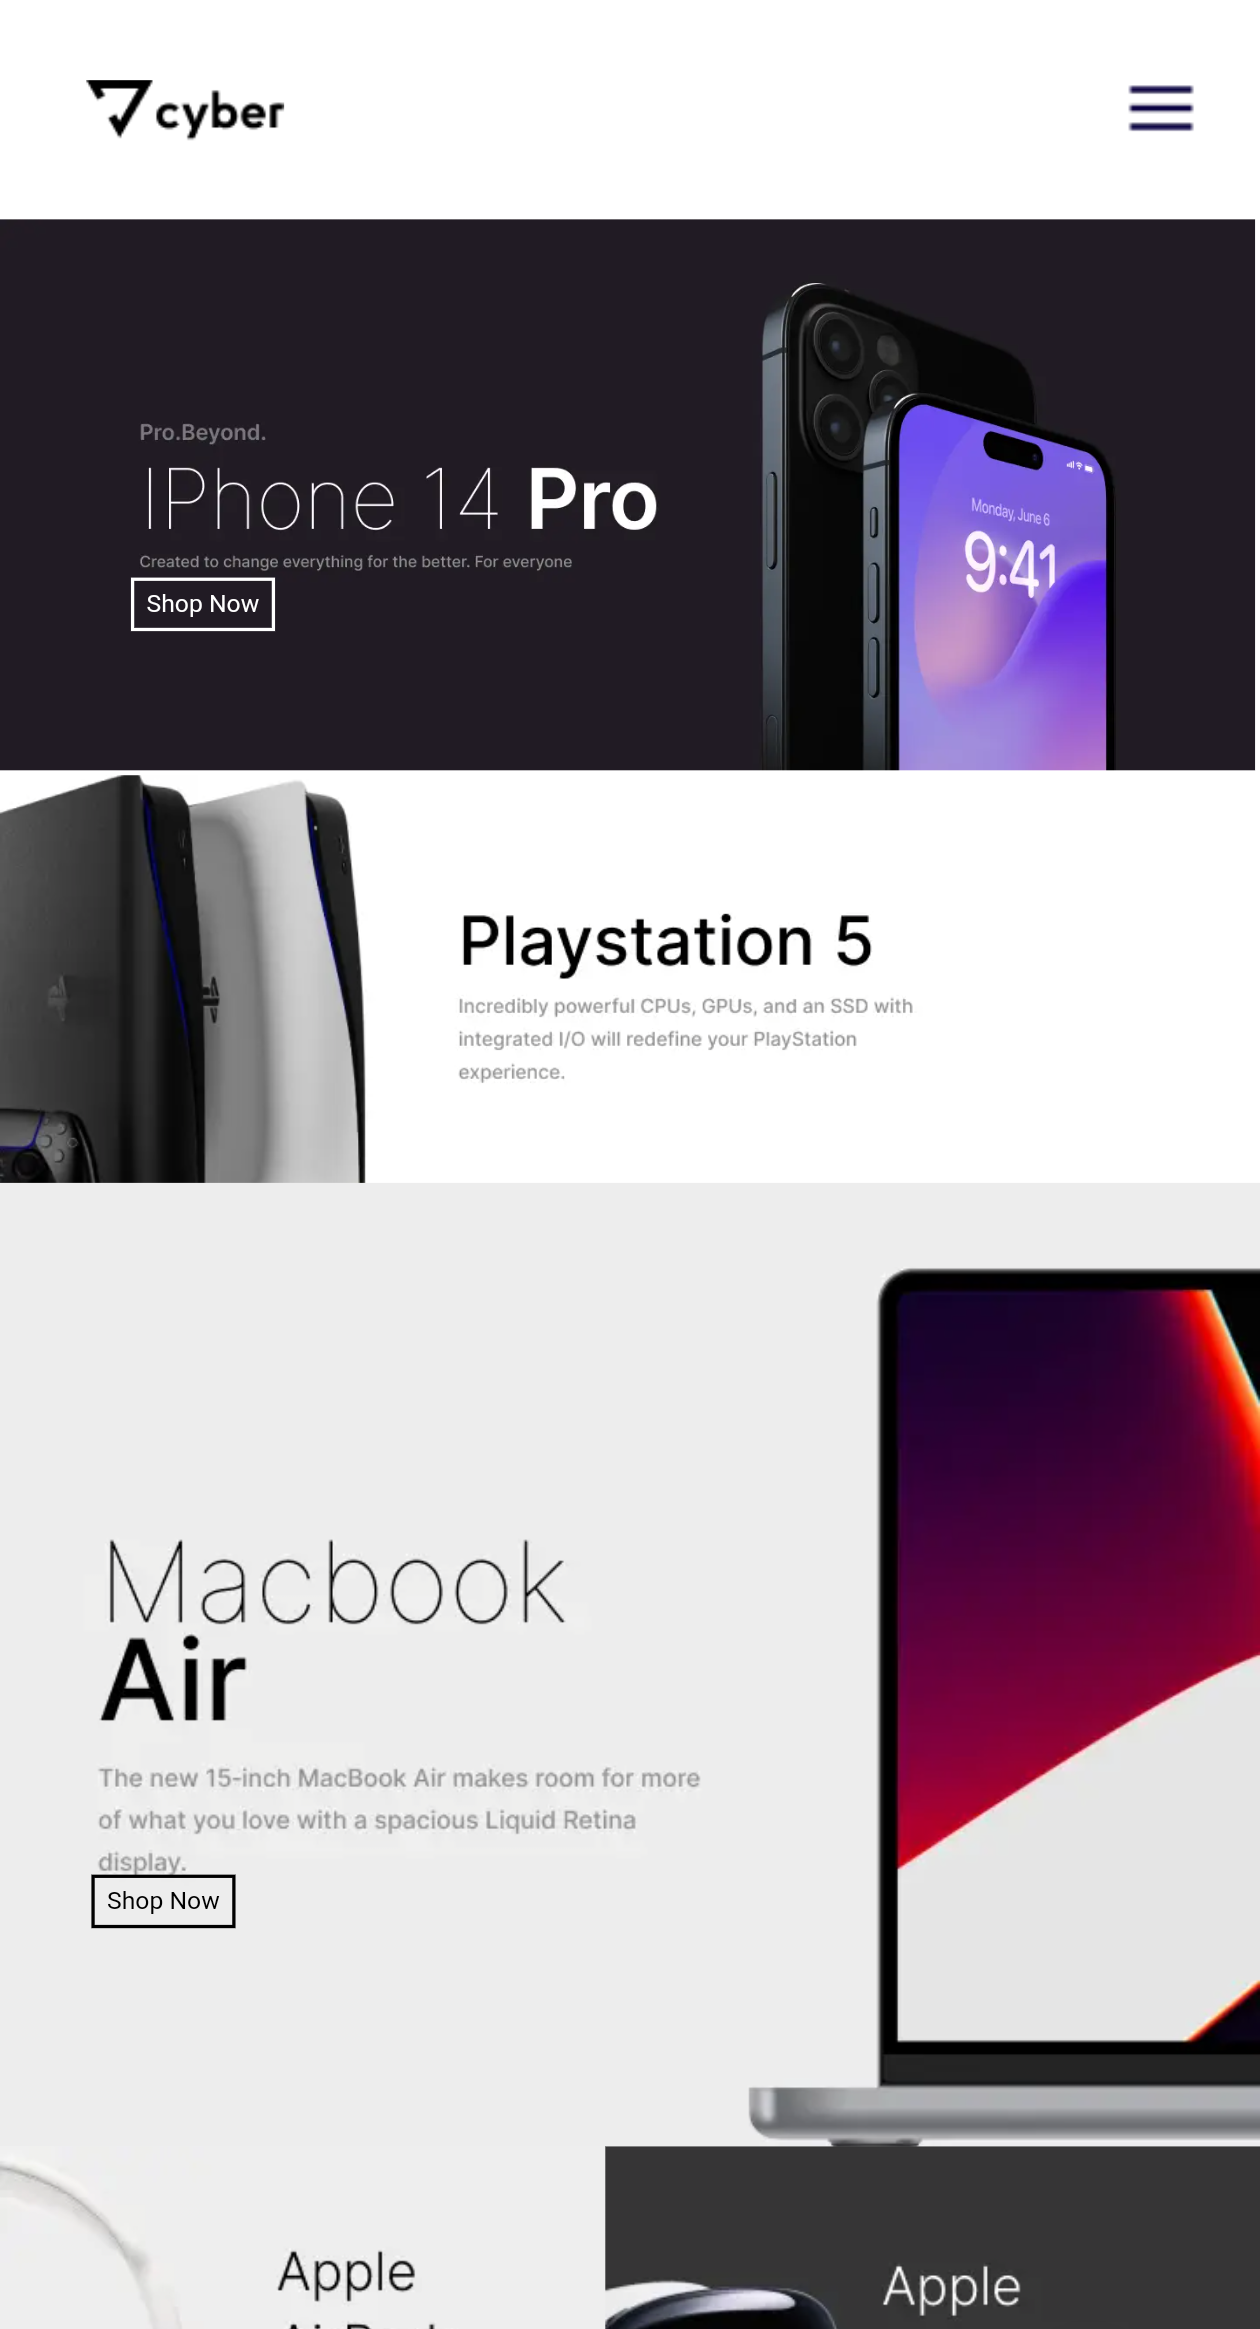 cyber
Pro.Beyond.
IPhone 14 Pro
Created to change everything for the better. For everyone
Shop Now
Monday, June 6
9:41
Playstation 5
Incredibly powerful CPUs, GPUs, and an SSD with
integrated I/O will redefine your PlayStation
experience.
Macbook
Air
The new 15-inch MacBook Air makes room for more
of what you love with a spacious Liquid Retina
display.
Shop Now
Apple
Apple